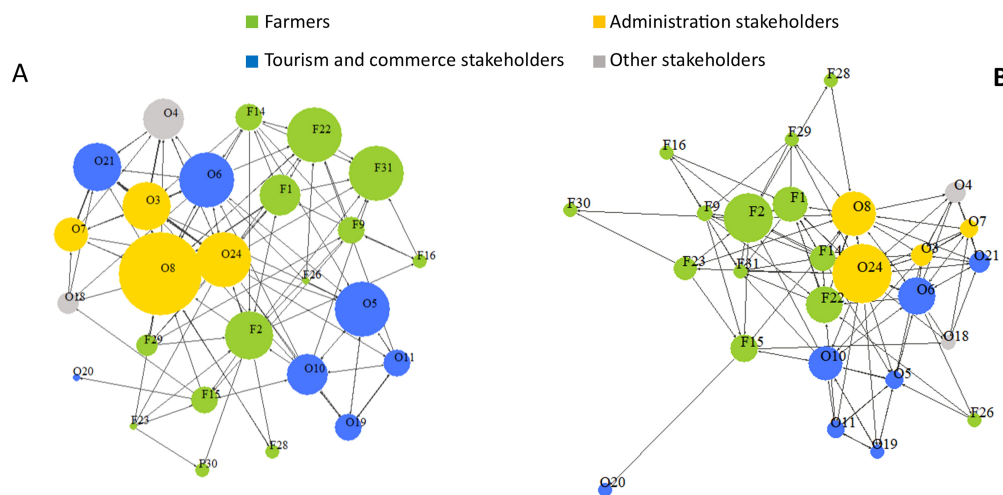 Farmers
Administration stakeholders
Tourism and commerce stakeholders
Other stakeholders
A
B
O4
F14
F22
O21
O6
F31
F1
O3
O7
F9
O24
O8
F16
F26
O18
O5
F2
F29
O11
O20
O10
F15
F23
O19
F28
F30
F28
F29
F16
O4
F1
F30
F9
F2
O8
O7
F14
O3
O21
F23
F31
O24
O6
F22
O18
F15
O10
O5
F26
O11
O19
O20